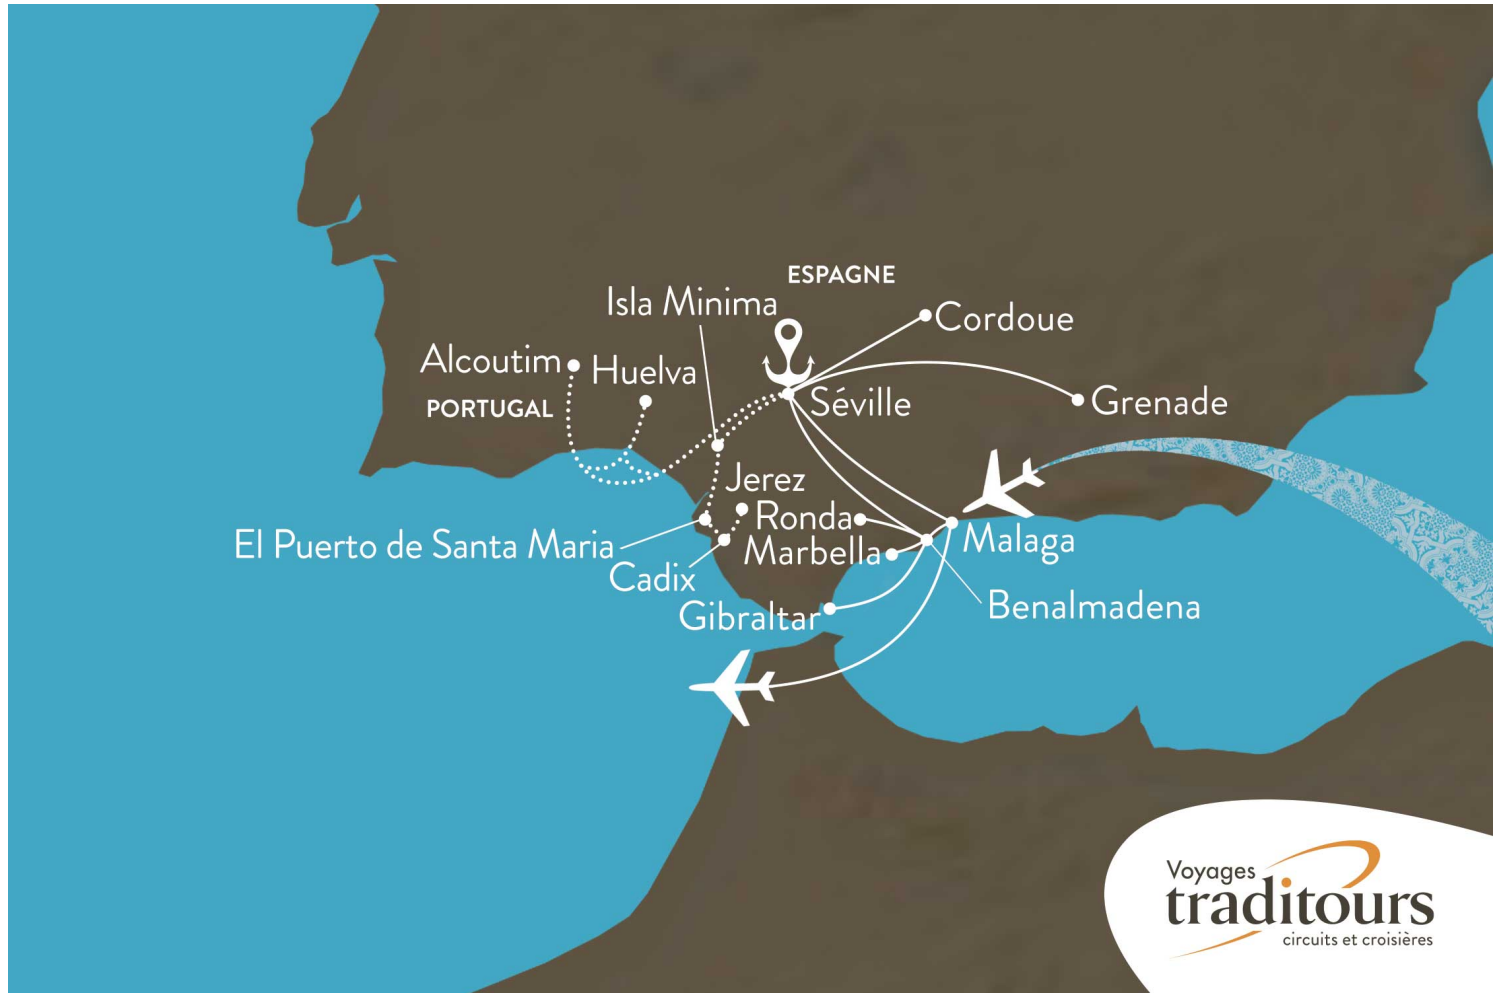 ESPAGNE
Isla Minima
Cordoue
Alcoutim
Huelva
PORTUGAL
Séville
Grenade
Jerez
Ronda
El Puerto de Santa Maria
Marbella
Malaga
Cadix
Gibraltar
Benalmadena
Voyages
traditours
circuits et croisières